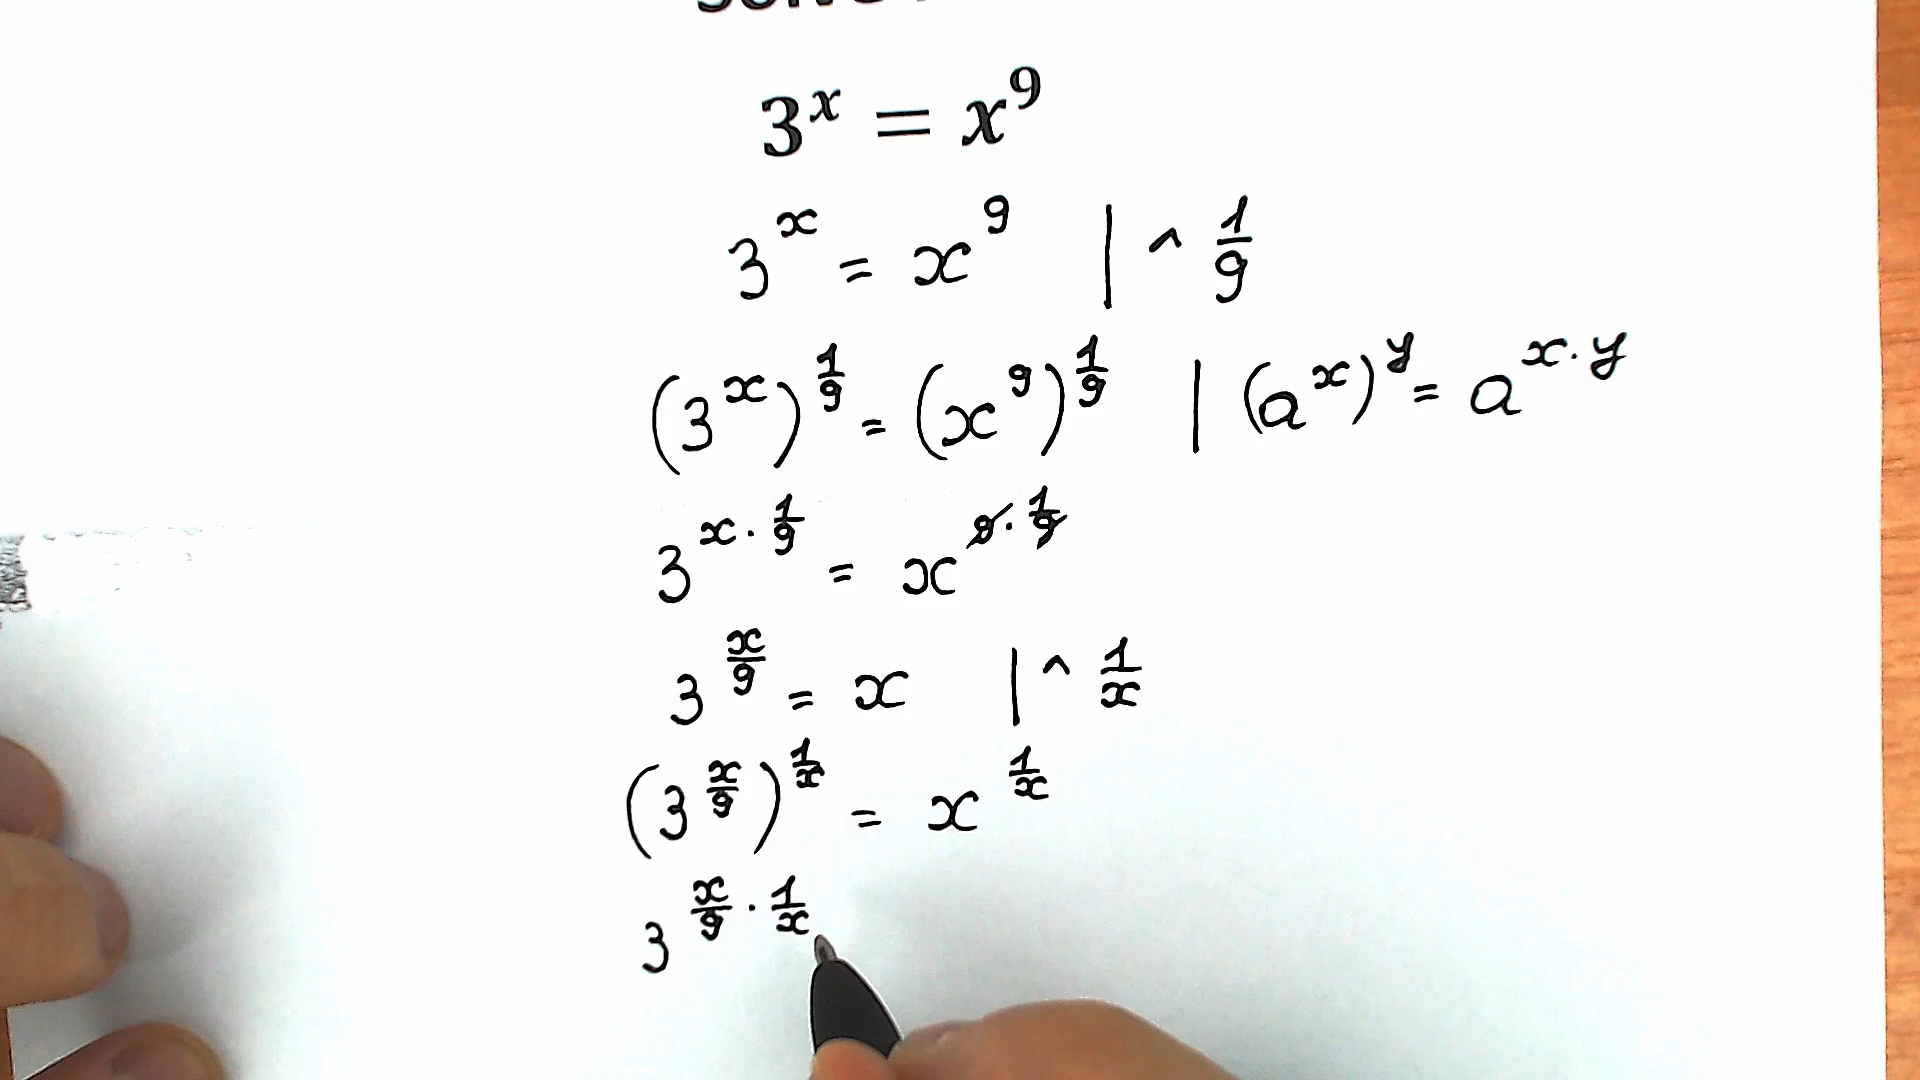 3^x = x^9
3^x = x^9 | ^ 1/9
(3^x)^(1/9) = (x^9)^(1/9) | (a^x)^y = a^(x·y)
3^(x·1/9) = x^(9·1/9)
3^(x/9) = x | ^ 1/x
(3^(x/9))^(1/x) = x^(1/x)
3^(x/9 · 1/x)